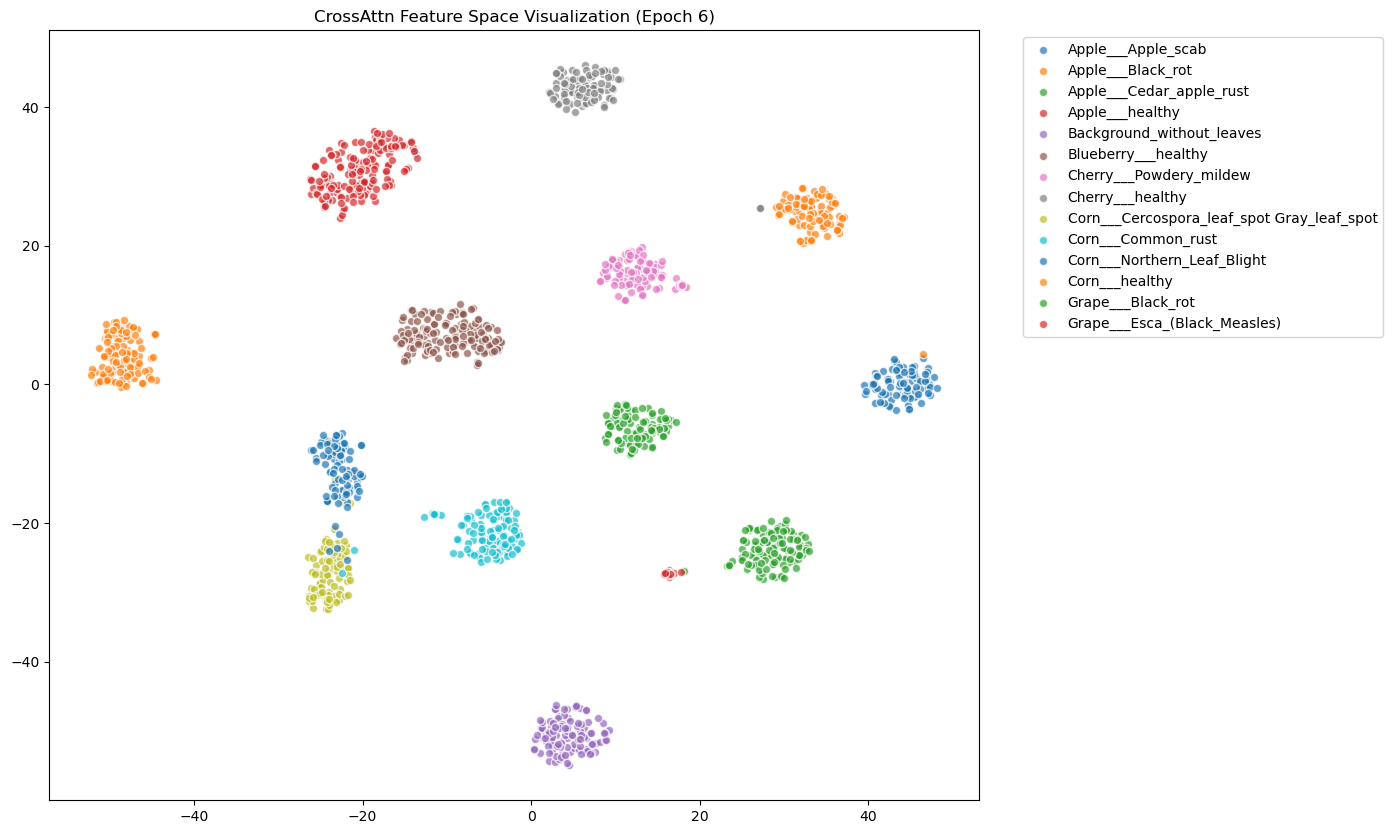 CrossAttn Feature Space Visualization (Epoch 6)
Apple___Apple_scab
Apple___Black_rot
Apple___Cedar_apple_rust
Apple___healthy
Background_without_leaves
Blueberry___healthy
Cherry___Powdery_mildew
Cherry___healthy
Corn___Cercospora_leaf_spot Gray_leaf_spot
Corn___Common_rust
Corn___Northern_Leaf_Blight
Corn___healthy
Grape___Black_rot
Grape___Esca_(Black_Measles)
40
20
0
−20
−40
−40
−20
0
20
40